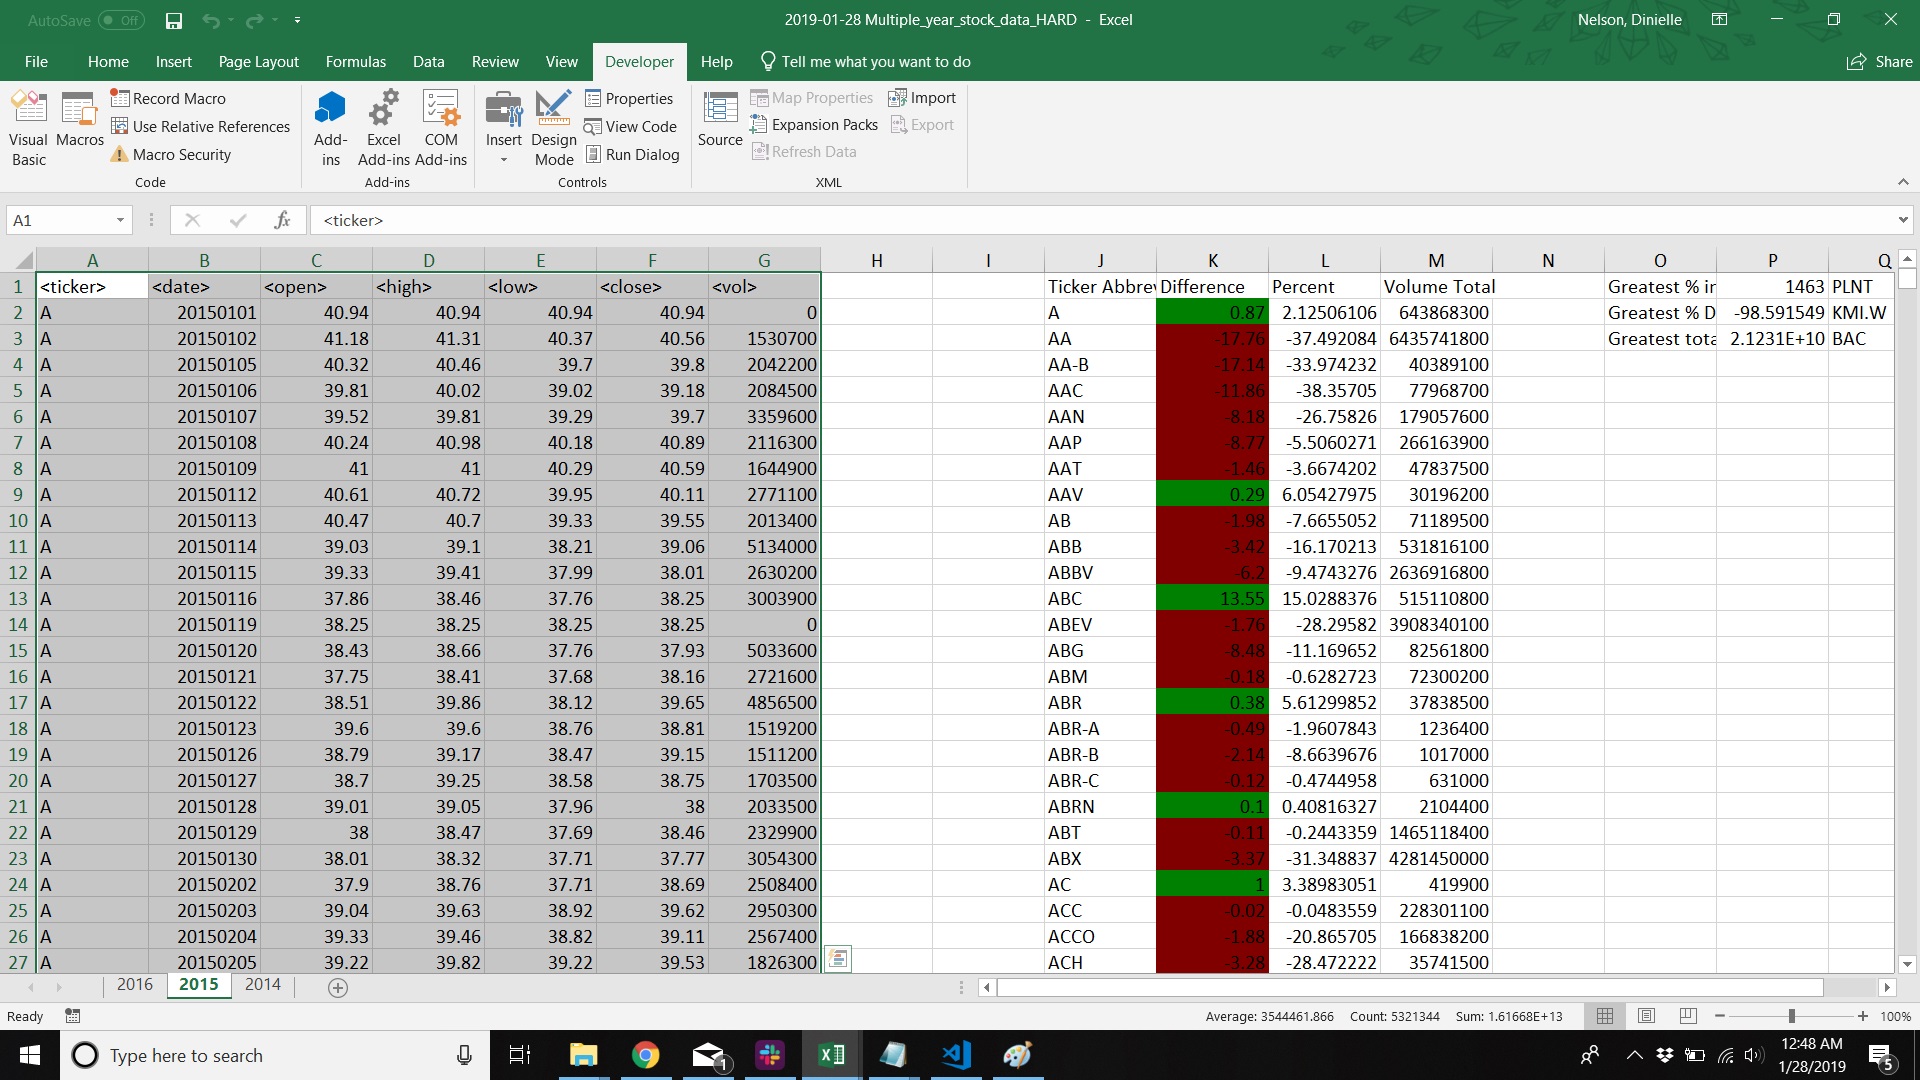 AutoSave Off 2019-01-28 Multiple_year_stock_data_HARD - Excel Nelson, Dinielle
File Home Insert Page Layout Formulas Data Review View Developer Help Tell me what you want to do Share
Visual Basic
Macros
Record Macro
Use Relative References
Macro Security
Code
Add-ins
Excel Add-ins
COM Add-ins
Add-ins
Insert
Design Mode
Properties
View Code
Run Dialog
Controls
Source
Map Properties
Expansion Packs
Refresh Data
Import
Export
XML
A1 fx <ticker>
A B C D E F G H I J K L M N O P Q
1 <ticker> <date> <open> <high> <low> <close> <vol> Ticker Abbrev Difference Percent Volume Total Greatest % in 1463 PLNT
2 A 20150101 40.94 40.94 40.94 40.94 0 A 0.87 2.12506106 643868300 Greatest % D -98.591549 KMI.W
3 A 20150102 41.18 41.31 40.37 40.56 1530700 AA -17.76 -37.492084 6435741800 Greatest tota 2.1231E+10 BAC
4 A 20150105 40.32 40.46 39.7 39.8 2042200 AA-B -17.14 -33.974232 40389100
5 A 20150106 39.81 40.02 39.02 39.18 2084500 AAC -11.86 -38.35705 77968700
6 A 20150107 39.52 39.81 39.29 39.7 3359600 AAN -8.18 -26.75826 179057600
7 A 20150108 40.24 40.98 40.18 40.89 2116300 AAP -8.77 -5.5060271 266163900
8 A 20150109 41 41 40.29 40.59 1644900 AAT -1.46 -3.6674202 47837500
9 A 20150112 40.61 40.72 39.95 40.11 2771100 AAV 0.29 6.05427975 30196200
10 A 20150113 40.47 40.7 39.33 39.55 2013400 AB -1.98 -7.6655052 71189500
11 A 20150114 39.03 39.1 38.21 39.06 5134000 ABB -3.42 -16.170213 531816100
12 A 20150115 39.33 39.41 37.99 38.01 2630200 ABBV -6.2 -9.4743276 2636916800
13 A 20150116 37.86 38.46 37.76 38.25 3003900 ABC 13.55 15.0288376 515110800
14 A 20150119 38.25 38.25 38.25 38.25 0 ABEV -1.76 -28.29582 3908340100
15 A 20150120 38.43 38.66 37.76 37.93 5033600 ABG -8.48 -11.169652 82561800
16 A 20150121 37.75 38.41 37.68 38.16 2721600 ABM -0.18 -0.6282723 72300200
17 A 20150122 38.51 39.86 38.12 39.65 4856500 ABR 0.38 5.61299852 37838500
18 A 20150123 39.6 39.6 38.76 38.81 1519200 ABR-A -0.49 -1.9607843 1236400
19 A 20150126 38.79 39.17 38.47 39.15 1511200 ABR-B -2.14 -8.6639676 1017000
20 A 20150127 38.7 39.25 38.58 38.75 1703500 ABR-C -0.12 -0.4744958 631000
21 A 20150128 39.01 39.05 37.96 38 2033500 ABRN 0.1 0.40816327 2104400
22 A 20150129 38 38.47 37.69 38.46 2329900 ABT -0.11 -0.2443359 1465118400
23 A 20150130 38.01 38.32 37.71 37.77 3054300 ABX -3.37 -31.348837 4281450000
24 A 20150202 37.9 38.76 37.71 38.69 2508400 AC 1 3.38983051 419900
25 A 20150203 39.04 39.63 38.92 39.62 2950300 ACC -0.02 -0.0483559 228301100
26 A 20150204 39.33 39.46 38.82 39.11 2567400 ACCO -1.88 -20.865705 166838200
27 A 20150205 39.22 39.82 39.22 39.53 1826300 ACH -3.28 -28.472222 35741500
2016 2015 2014
Ready Average: 3544461.866 Count: 5321344 Sum: 1.61668E+13 100%
Type here to search 1 12:48 AM
1/28/2019 5